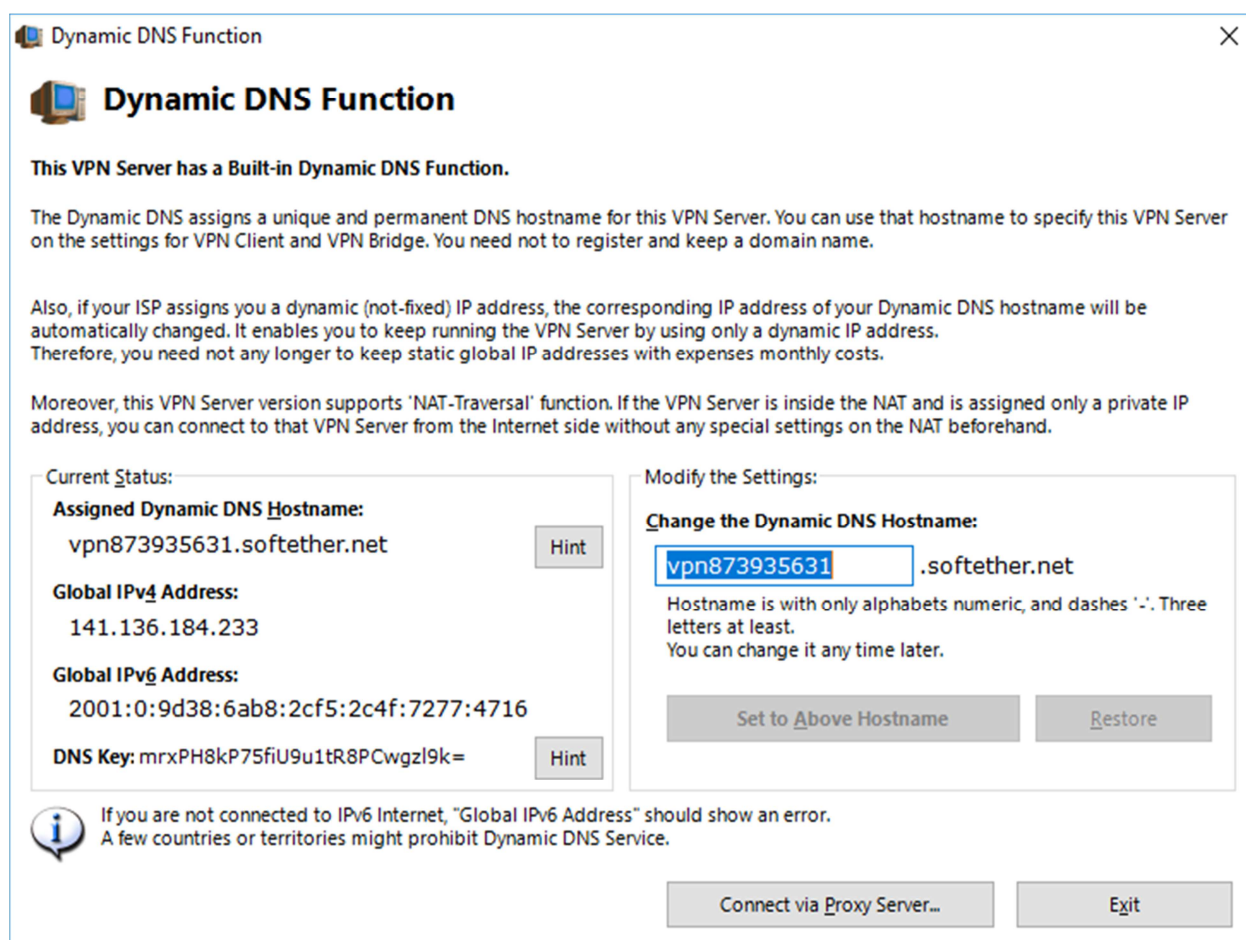 Dynamic DNS Function
Dynamic DNS Function
This VPN Server has a Built-in Dynamic DNS Function.
The Dynamic DNS assigns a unique and permanent DNS hostname for this VPN Server. You can use that hostname to specify this VPN Server
on the settings for VPN Client and VPN Bridge. You need not to register and keep a domain name.
Also, if your ISP assigns you a dynamic (not-fixed) IP address, the corresponding IP address of your Dynamic DNS hostname will be
automatically changed. It enables you to keep running the VPN Server by using only a dynamic IP address.
Therefore, you need not any longer to keep static global IP addresses with expenses monthly costs.
Moreover, this VPN Server version supports 'NAT-Traversal' function. If the VPN Server is inside the NAT and is assigned only a private IP
address, you can connect to that VPN Server from the Internet side without any special settings on the NAT beforehand.
Current Status:
Assigned Dynamic DNS Hostname:
vpn873935631.softether.net
Hint
Global IPv4 Address:
141.136.184.233
Global IPv6 Address:
2001:0:9d38:6ab8:2cf5:2c4f:7277:4716
DNS Key: mrxPH8kP75fiU9u1tR8PCwgzl9k=
Hint
Modify the Settings:
Change the Dynamic DNS Hostname:
vpn873935631 .softether.net
Hostname is with only alphabets numeric, and dashes '-'. Three
letters at least.
You can change it any time later.
Set to Above Hostname
Restore
If you are not connected to IPv6 Internet, "Global IPv6 Address" should show an error.
A few countries or territories might prohibit Dynamic DNS Service.
Connect via Proxy Server...
Exit